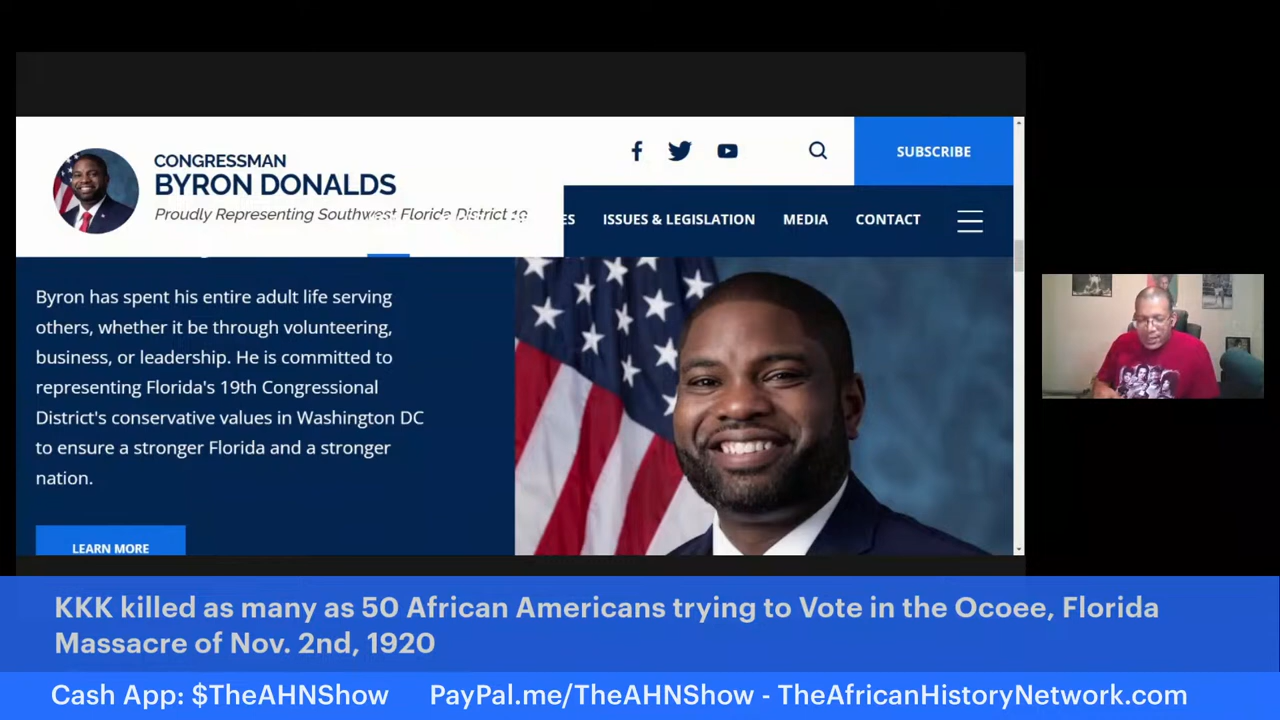 CONGRESSMAN
BYRON DONALDS
Proudly Representing Southwest Florida District 19
SUBSCRIBE
ES ISSUES & LEGISLATION MEDIA CONTACT
Byron has spent his entire adult life serving
others, whether it be through volunteering,
business, or leadership. He is committed to
representing Florida's 19th Congressional
District's conservative values in Washington DC
to ensure a stronger Florida and a stronger
nation.
LEARN MORE
KKK killed as many as 50 African Americans trying to Vote in the Ocoee, Florida
Massacre of Nov. 2nd, 1920
Cash App: $TheAHNShow PayPal.me/TheAHNShow - TheAfricanHistoryNetwork.com